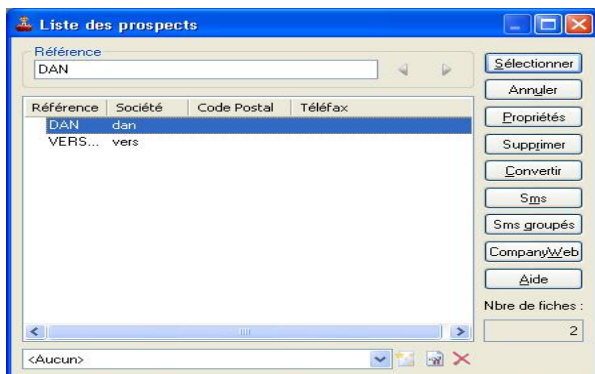 Liste des prospects
Référence
DAN
Référence Société Code Postal Téléfax
DAN dan
VERS... vers
<Aucun>
Sélectionner
Annuler
Propriétés
Supprimer
Convertir
Sms
Sms groupés
CompanyWeb
Aide
Nbre de fiches :
2